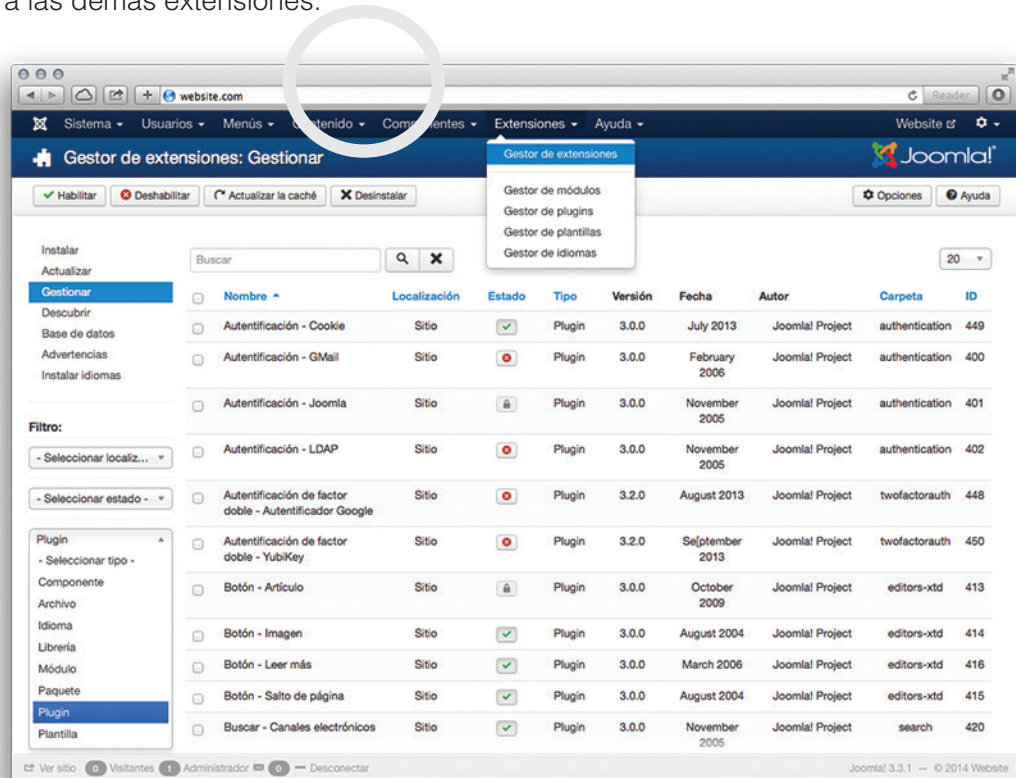 a las demás extensiones.
website.com
Reader
Sistema Usuarios Menús Contenido Componentes Extensiones Ayuda Website
Gestor de extensiones: Gestionar
Joomla!
Gestor de extensiones
Gestor de módulos
Gestor de plugins
Gestor de plantillas
Gestor de idiomas
Habilitar Deshabilitar Actualizar la caché Desinstalar Opciones Ayuda
Instalar
Actualizar
Gestionar
Descubrir
Base de datos
Advertencias
Instalar idiomas
Filtro:
- Seleccionar localiz...
- Seleccionar estado -
Plugin
- Seleccionar tipo -
Componente
Archivo
Idioma
Librería
Módulo
Paquete
Plugin
Plantilla
Buscar 20
Nombre Localización Estado Tipo Versión Fecha Autor Carpeta ID
Autentificación - Cookie Sitio Plugin 3.0.0 July 2013 Joomla! Project authentication 449
Autentificación - GMail Sitio Plugin 3.0.0 February 2006 Joomla! Project authentication 400
Autentificación - Joomla Sitio Plugin 3.0.0 November 2005 Joomla! Project authentication 401
Autentificación - LDAP Sitio Plugin 3.0.0 November 2005 Joomla! Project authentication 402
Autentificación de factor doble - Autentificador Google Sitio Plugin 3.2.0 August 2013 Joomla! Project twofactorauth 448
Autentificación de factor doble - YubiKey Sitio Plugin 3.2.0 Se[ptember 2013 Joomla! Project twofactorauth 450
Botón - Artículo Sitio Plugin 3.0.0 October 2009 Joomla! Project editors-xtd 413
Botón - Imagen Sitio Plugin 3.0.0 August 2004 Joomla! Project editors-xtd 414
Botón - Leer más Sitio Plugin 3.0.0 March 2006 Joomla! Project editors-xtd 416
Botón - Salto de página Sitio Plugin 3.0.0 August 2004 Joomla! Project editors-xtd 415
Buscar - Canales electrónicos Sitio Plugin 3.0.0 November 2005 Joomla! Project search 420
Ver sitio 0 Visitantes 1 Administrador 0 Desconectar Joomla! 3.3.1 — © 2014 Website